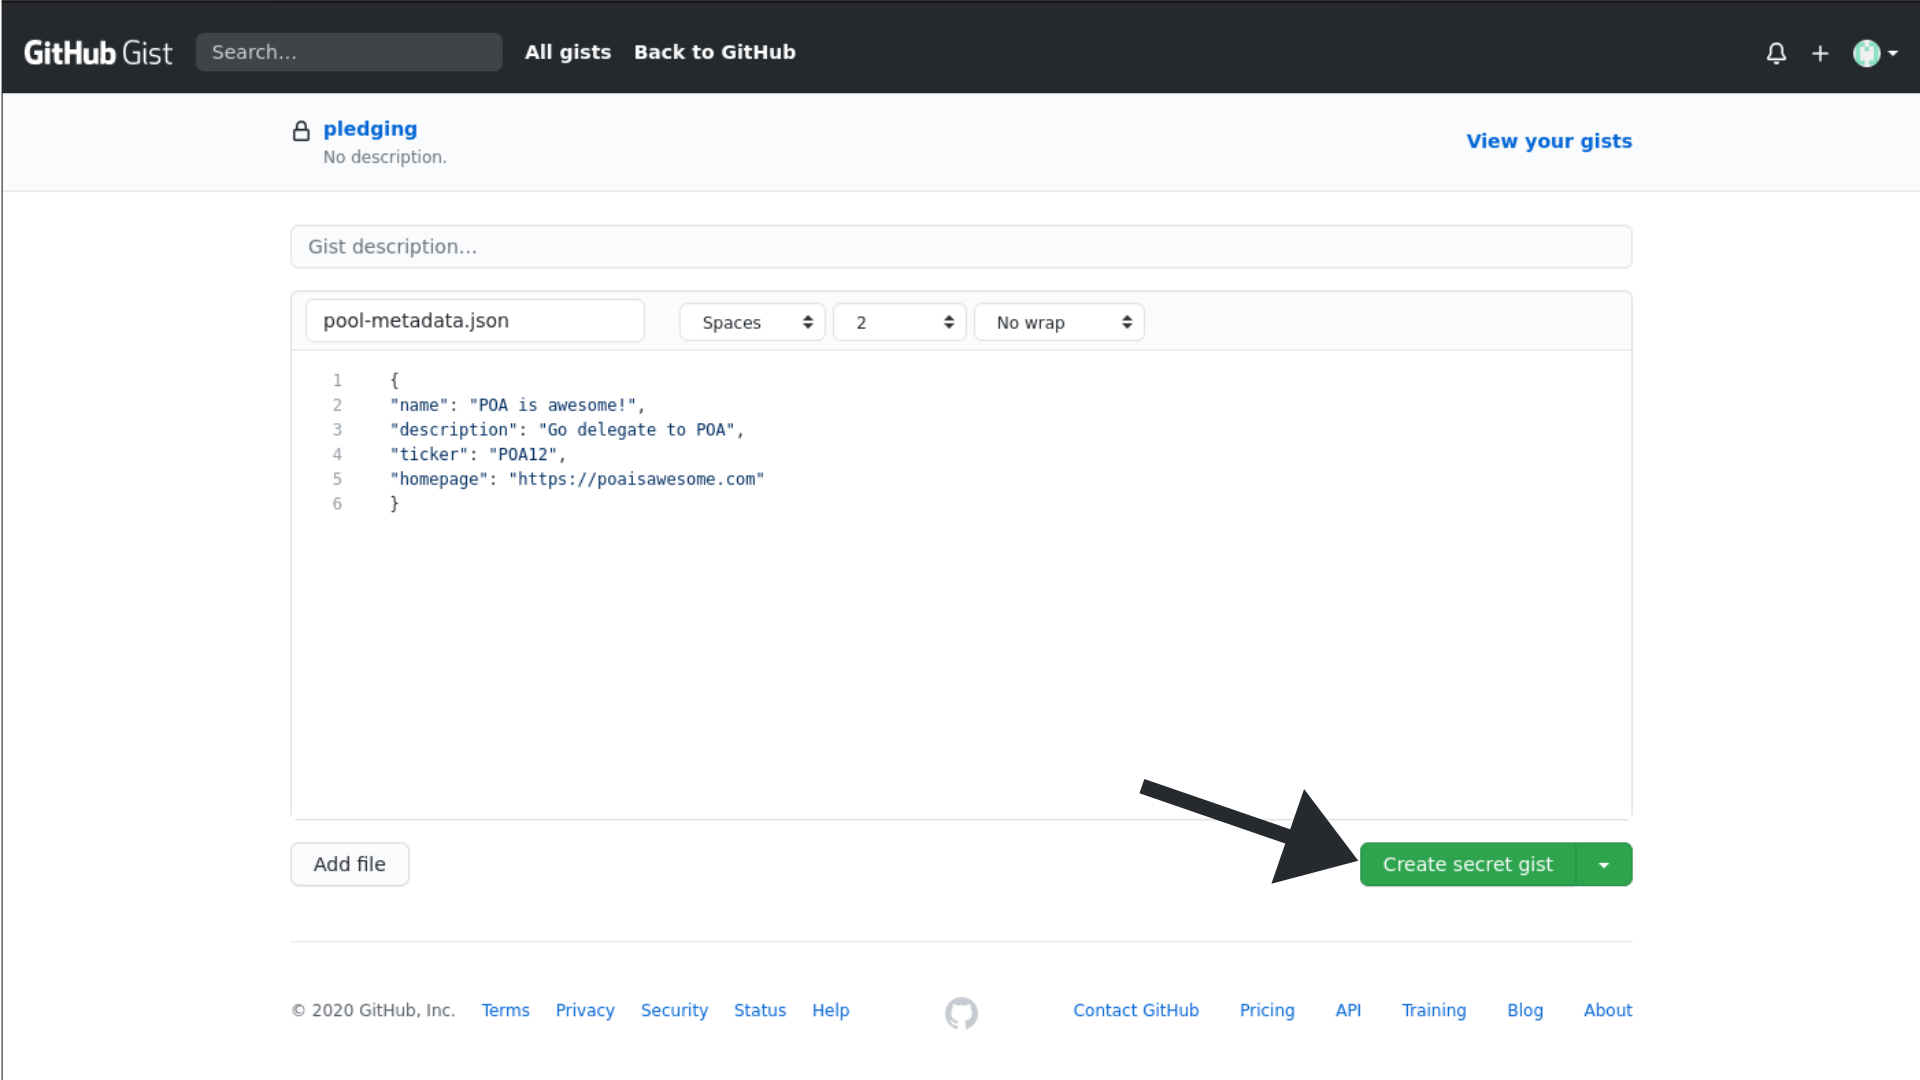 GitHub Gist Search... All gists Back to GitHub
pledging
No description.
View your gists
Gist description...
pool-metadata.json Spaces 2 No wrap
1 {
2 "name": "POA is awesome!",
3 "description": "Go delegate to POA",
4 "ticker": "POA12",
5 "homepage": "https://poaisawesome.com"
6 }
Add file Create secret gist
© 2020 GitHub, Inc. Terms Privacy Security Status Help Contact GitHub Pricing API Training Blog About